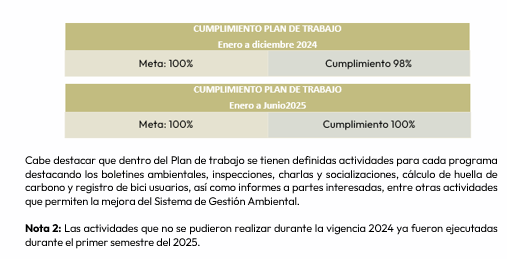 CUMPLIMIENTO PLAN DE TRABAJO
Enero a diciembre 2024
Meta: 100% Cumplimiento 98%
CUMPLIMIENTO PLAN DE TRABAJO
Enero a Junio2025
Meta: 100% Cumplimiento 100%
Cabe destacar que dentro del Plan de trabajo se tienen definidas actividades para cada programa
destacando los boletines ambientales, inspecciones, charlas y socializaciones, cálculo de huella de
carbono y registro de bici usuarios, así como informes a partes interesadas, entre otras actividades
que permiten la mejora del Sistema de Gestión Ambiental.
Nota 2: Las actividades que no se pudieron realizar durante la vigencia 2024 ya fueron ejecutadas
durante el primer semestre del 2025.